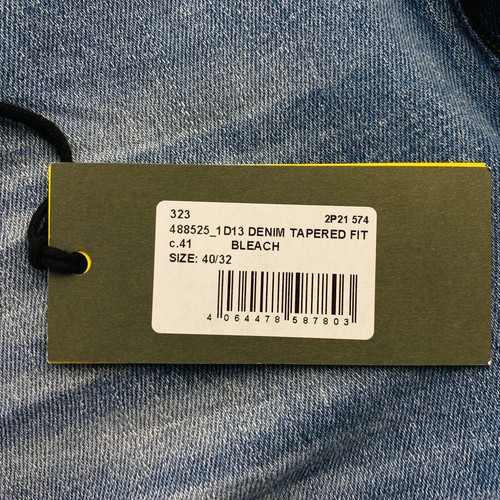 323 2P21 574
488525_1D13 DENIM TAPERED FIT
c.41 BLEACH
SIZE: 40/32
4 064478 587803